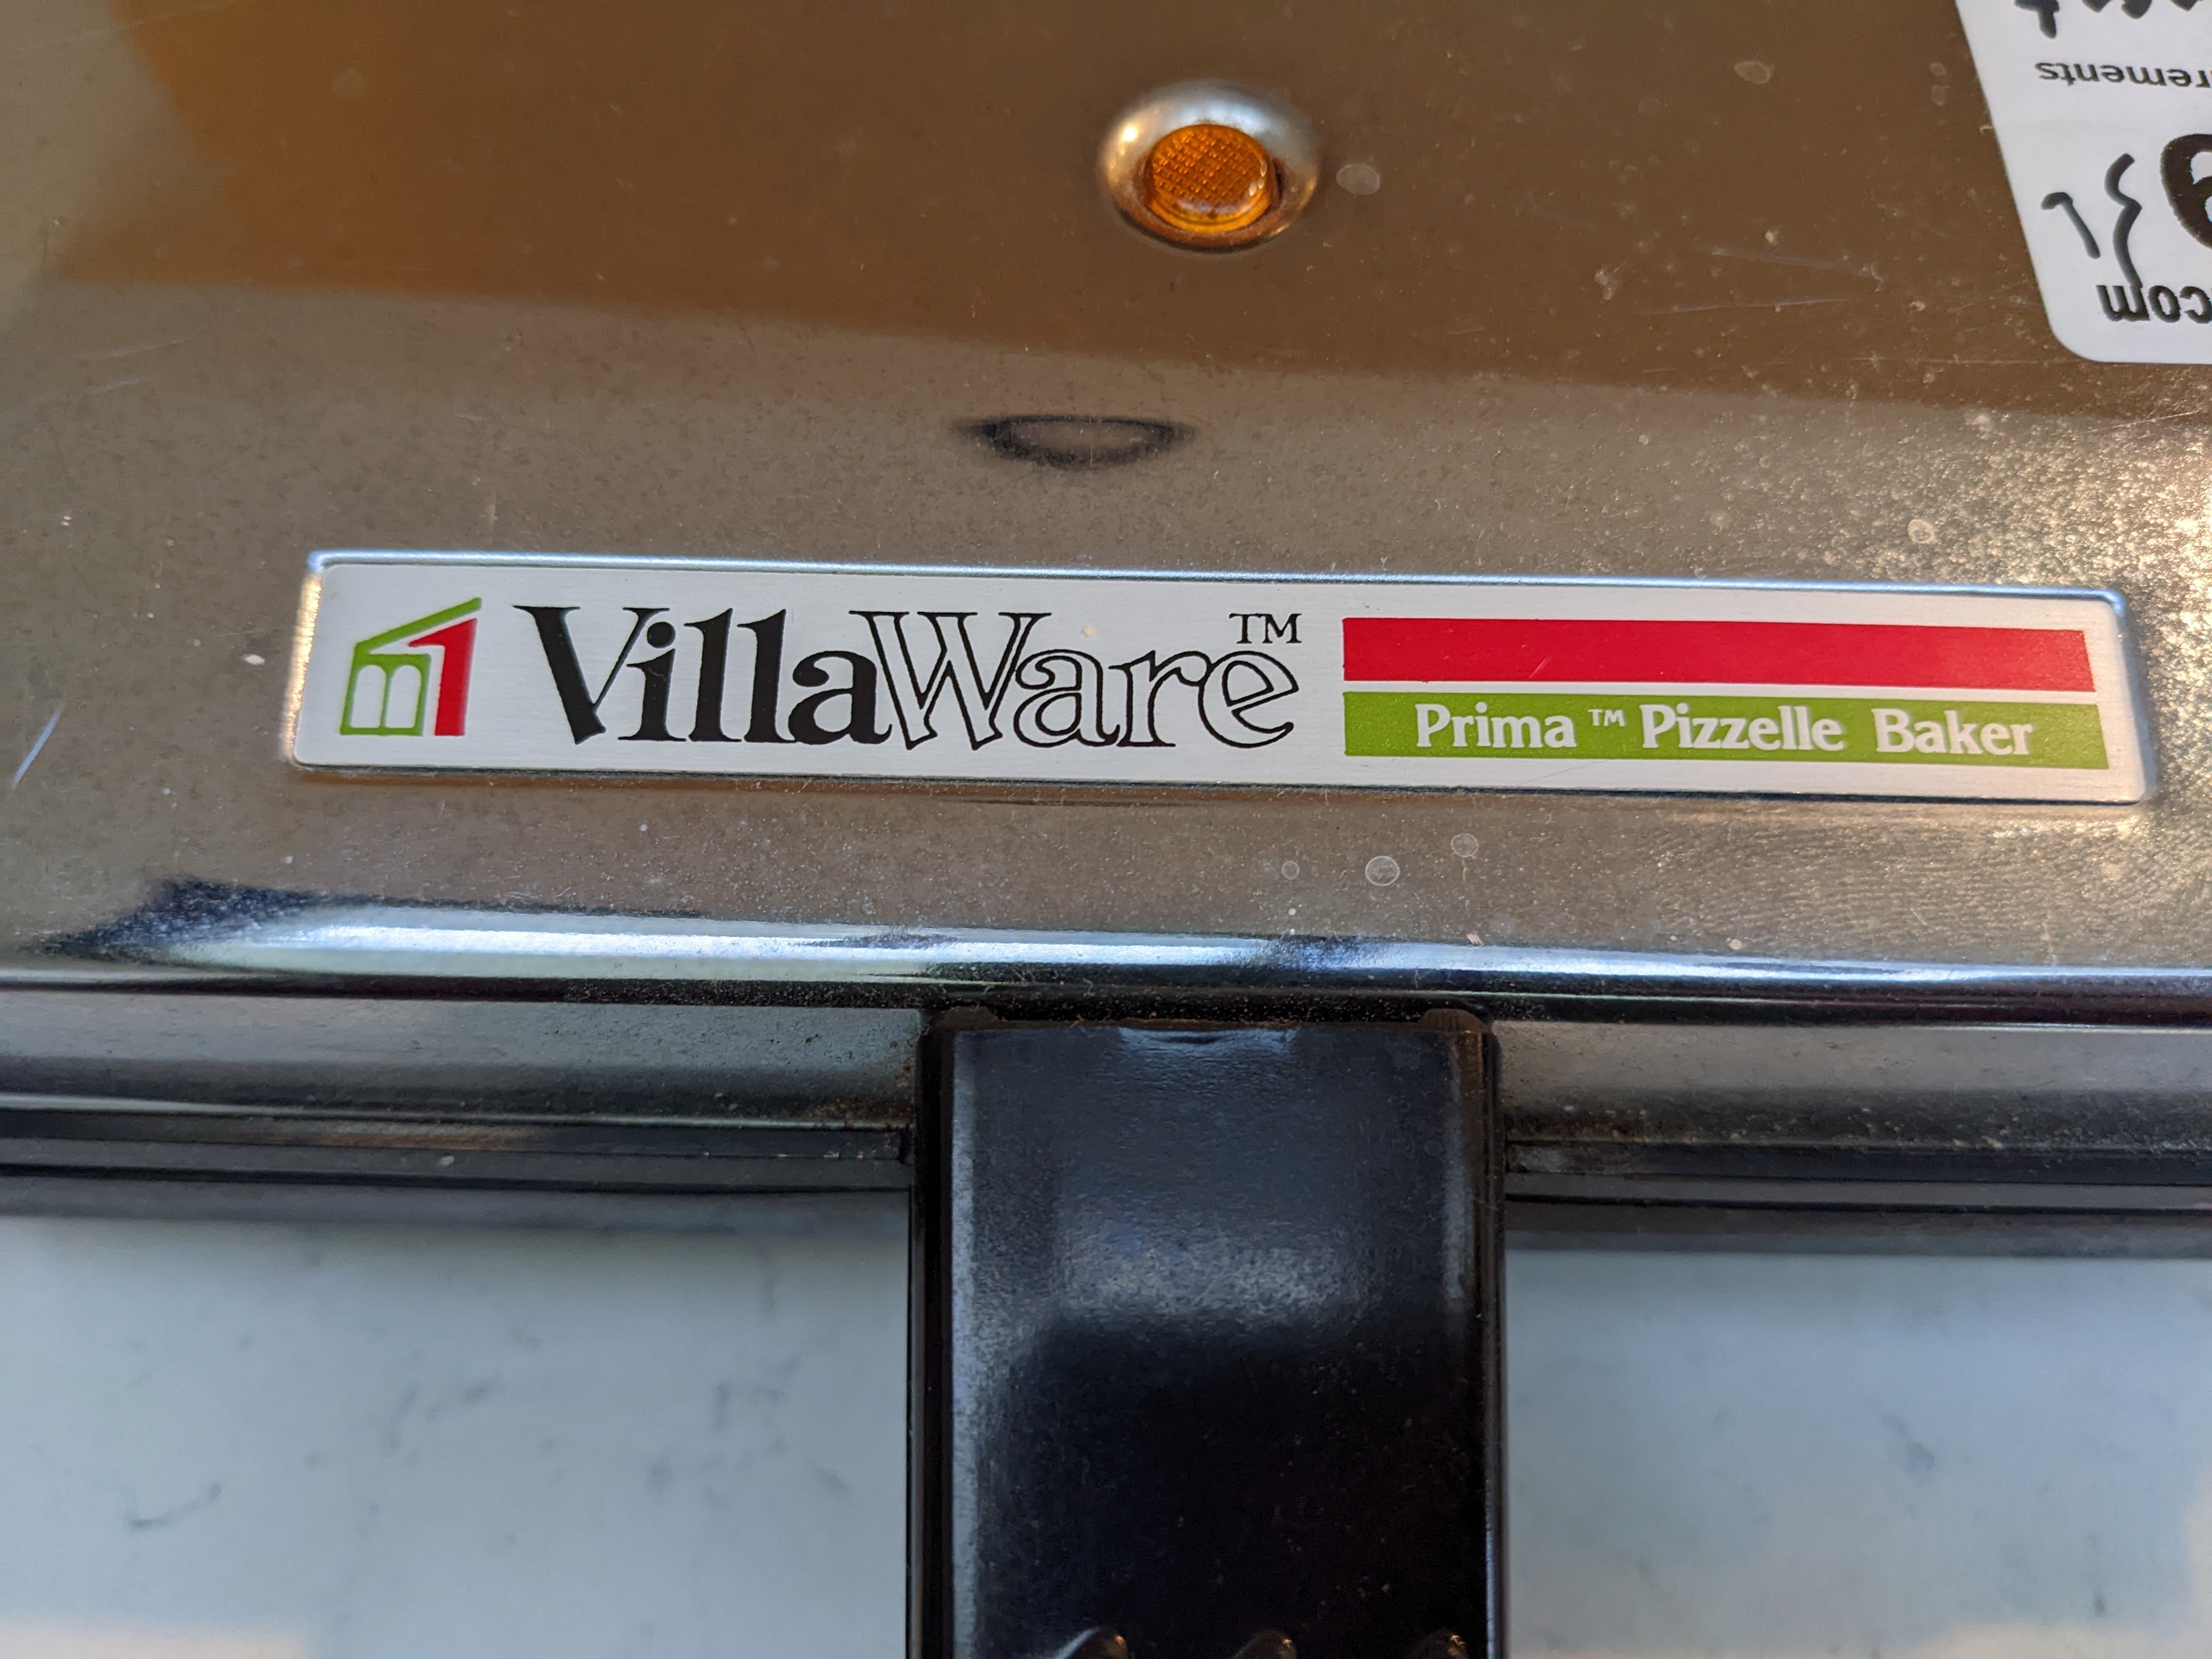 VillaWare™
Prima™ Pizzelle Baker
rements
com